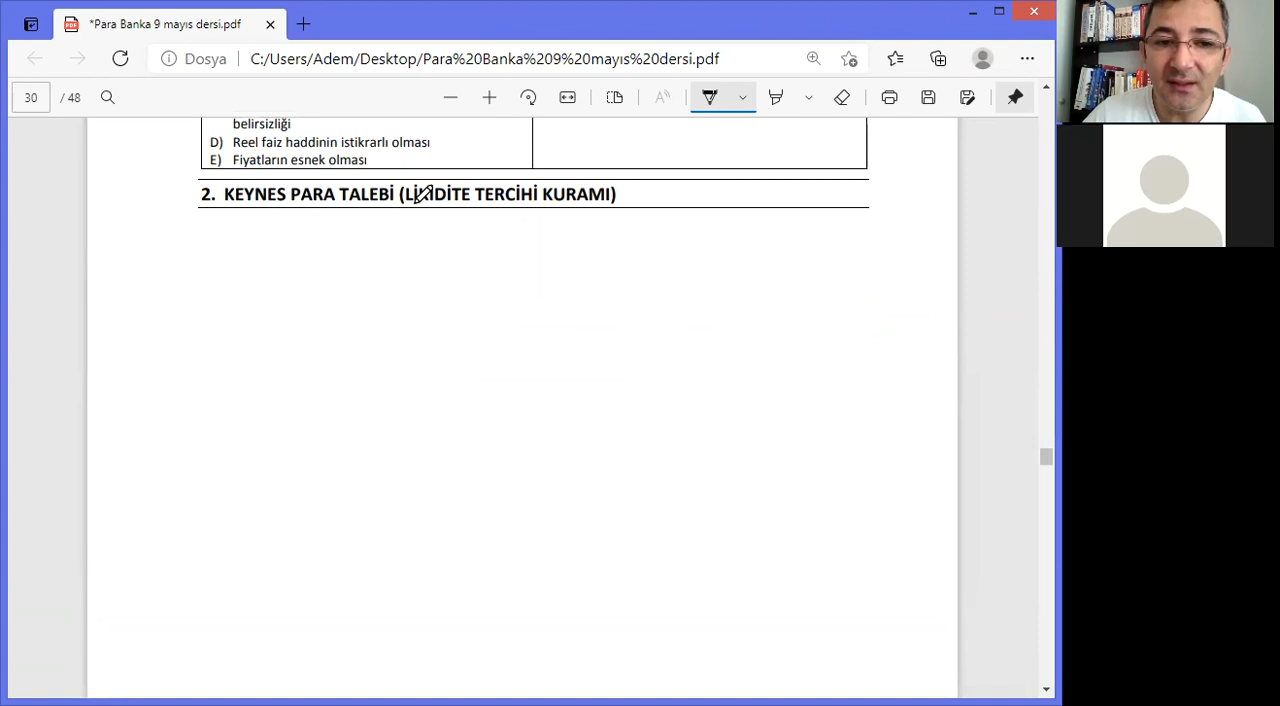 *Para Banka 9 mayıs dersi.pdf
Dosya
C:/Users/Adem/Desktop/Para%20Banka%209%20mayıs%20dersi.pdf
30 / 48
belirsizliği
D) Reel faiz haddinin istikrarlı olması
E) Fiyatların esnek olması
2. KEYNES PARA TALEBİ (LİKİDİTE TERCİHİ KURAMI)